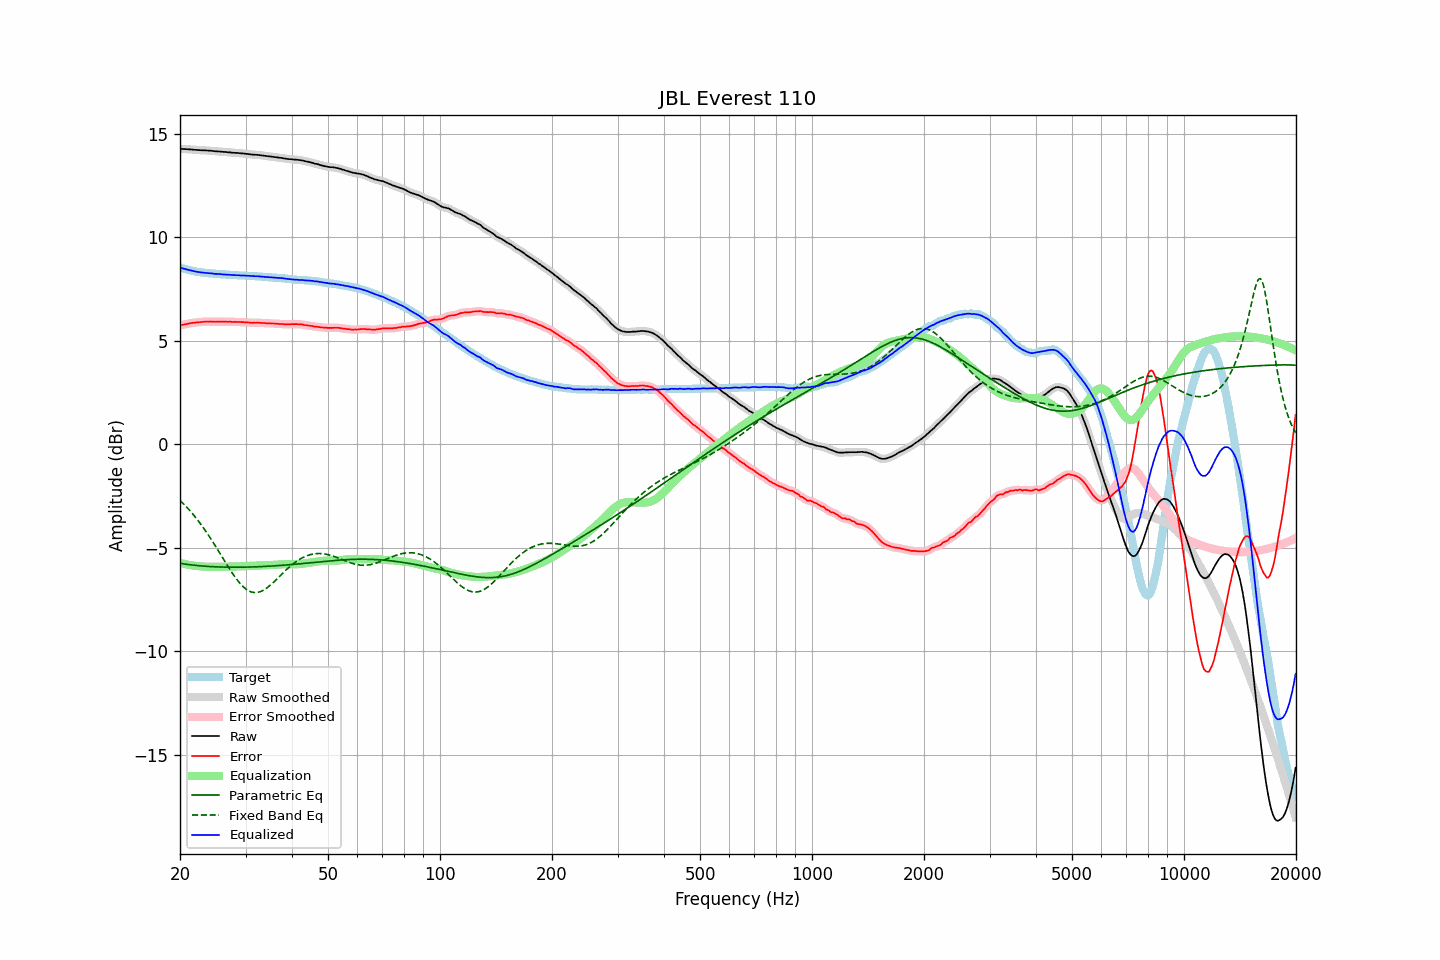 JBL Everest 110
15
10
5
0
−5
−10
−15
Amplitude (dBr)
Target
Raw Smoothed
Error Smoothed
Raw
Error
Equalization
Parametric Eq
Fixed Band Eq
Equalized
20 50 100 200 500 1000 2000 5000 10000 20000
Frequency (Hz)